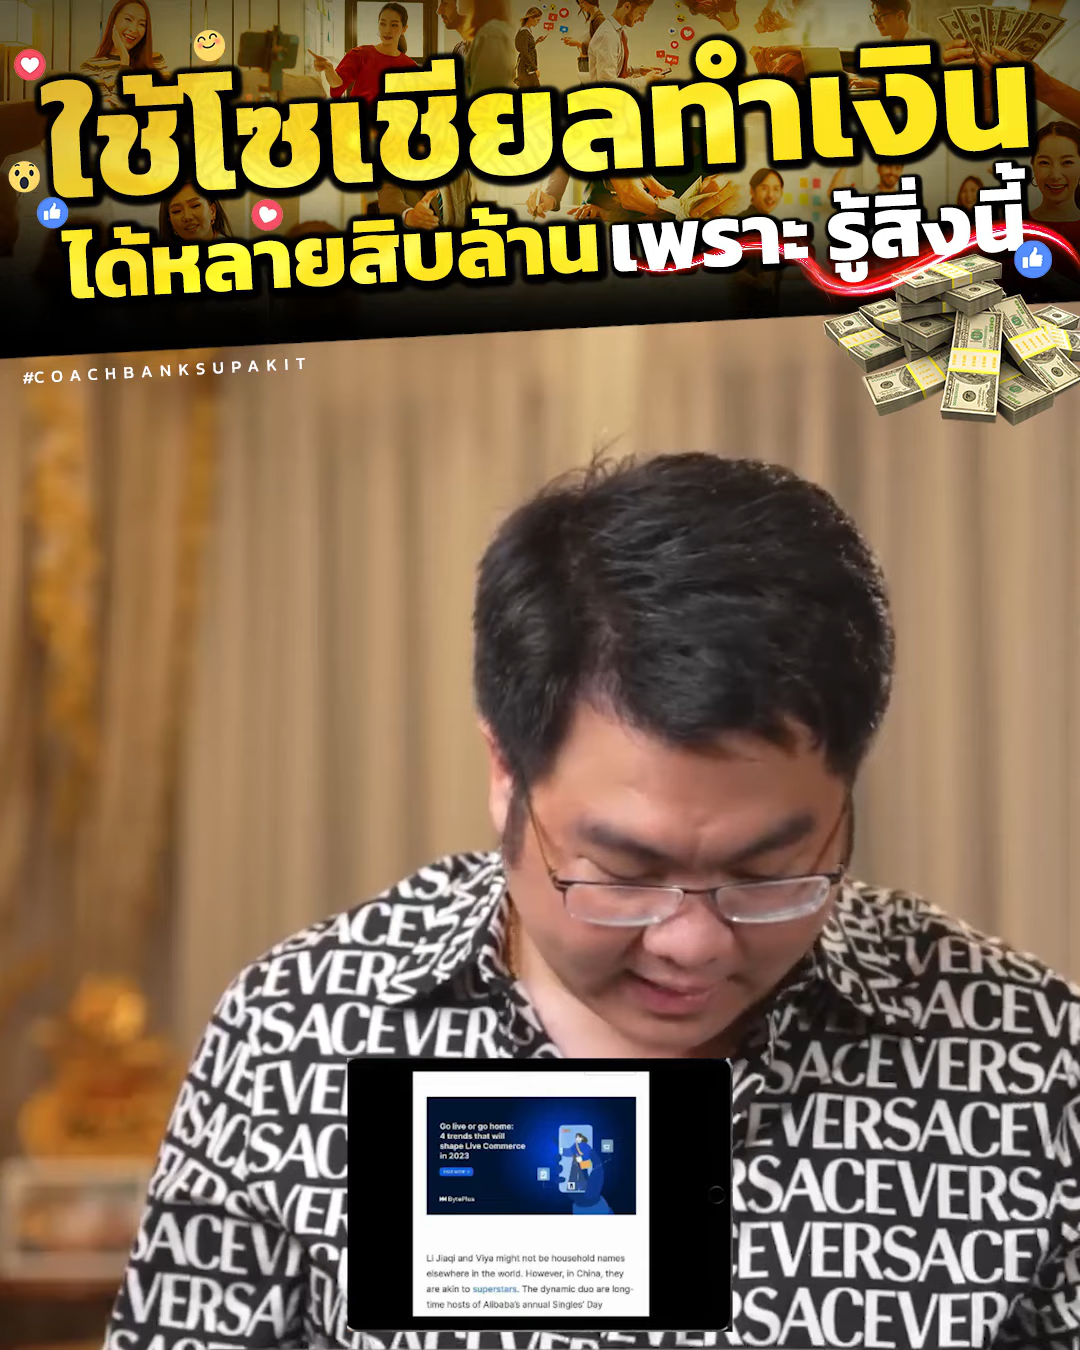 ใช้โซเชียลทำเงิน
ได้หลายสิบล้าน เพราะ รู้สิ่งนี้
#COACHBANKSUPAKIT
Go live or go home:
4 trends that will
shape Live Commerce
in 2023
BytePlus
Li Jiaqi and Viya might not be household names
elsewhere in the world. However, in China, they
are akin to superstars. The dynamic duo are long-
time hosts of Alibaba's annual Singles' Day
VERSACE